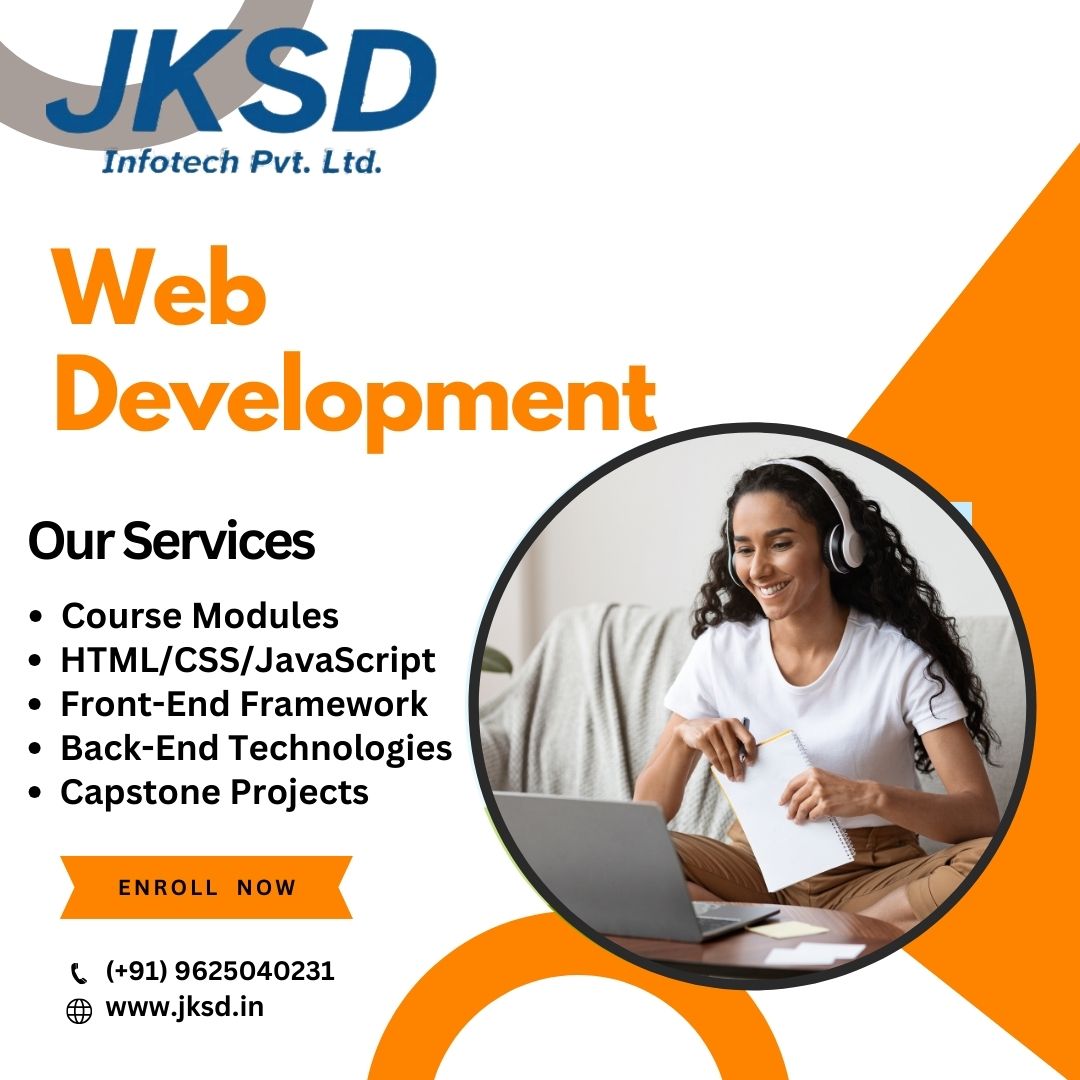 JKSD
Infotech Pvt. Ltd.
Web
Development
Our Services
• Course Modules
• HTML/CSS/JavaScript
• Front-End Framework
• Back-End Technologies
• Capstone Projects
ENROLL NOW
(+91) 9625040231
www.jksd.in